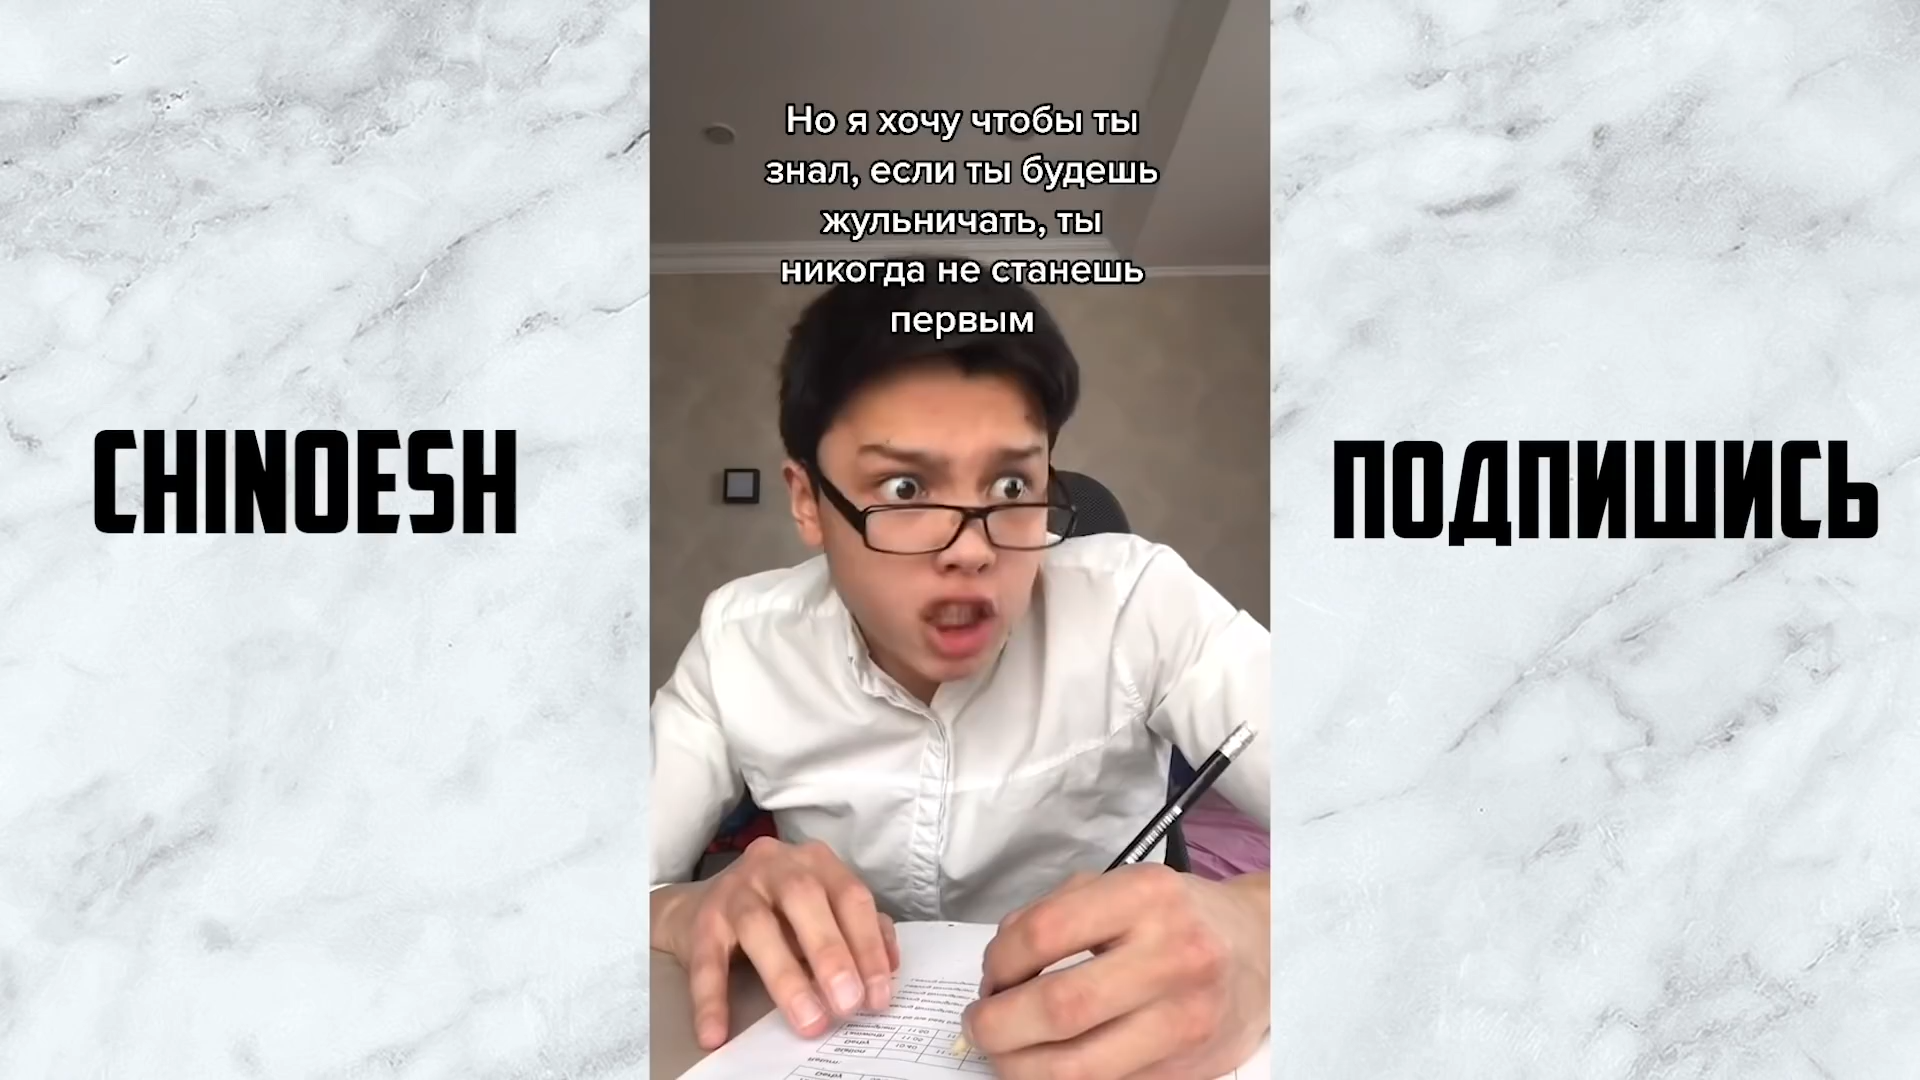 Но я хочу чтобы ты
знал, если ты будешь
жульничать, ты
никогда не станешь
первым
CHINOESH
ПОДПИШИСЬ